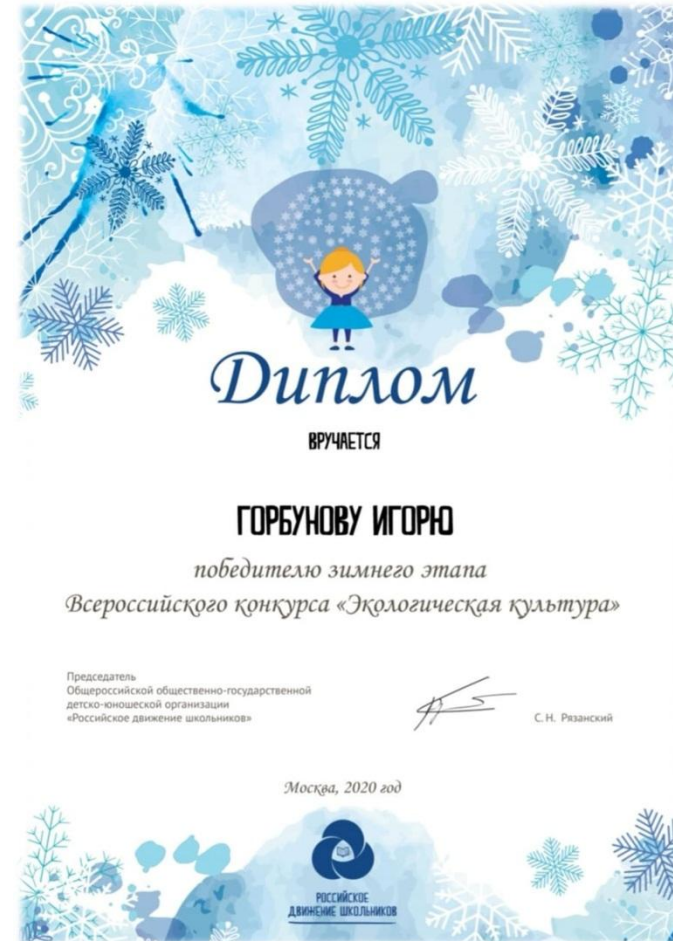 Диплом
ВРУЧАЕТСЯ
ГОРБУНОВУ ИГОРЮ
победителю зимнего этапа
Всероссийского конкурса «Экологическая культура»
Председатель
Общероссийской общественно-государственной
детско-юношеской организации
«Российское движение школьников»
С.Н. Рязанский
Москва, 2020 год
РОССИЙСКОЕ
ДВИЖЕНИЕ ШКОЛЬНИКОВ